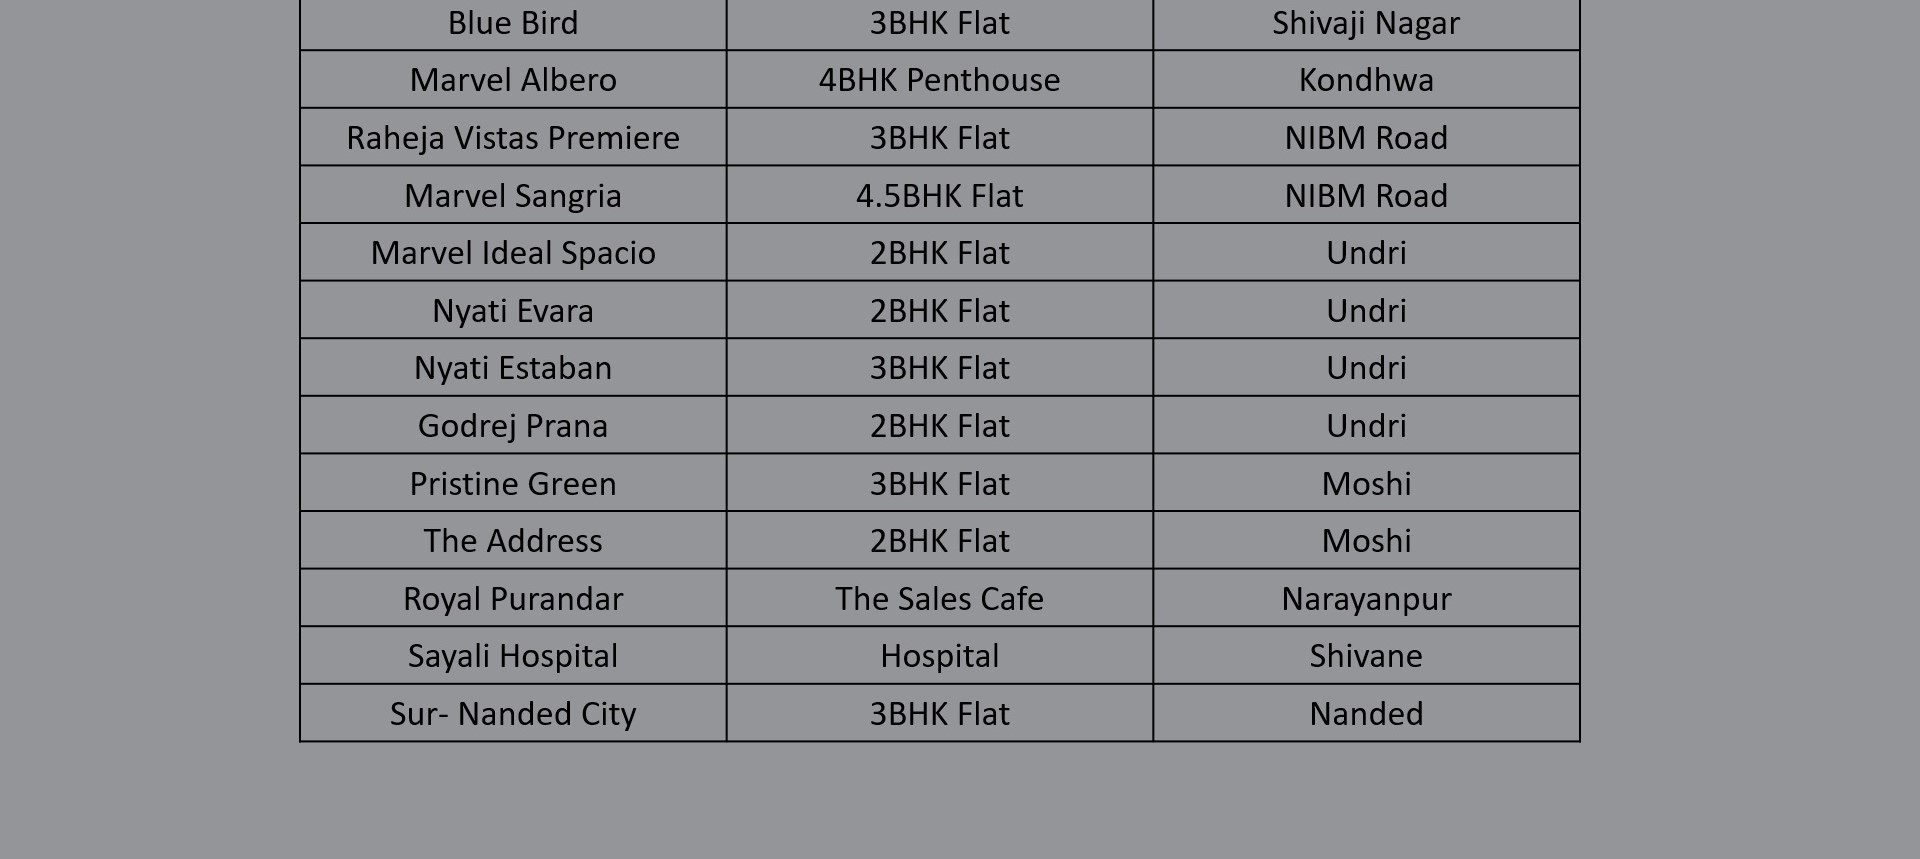 Blue Bird 3BHK Flat Shivaji Nagar
Marvel Albero 4BHK Penthouse Kondhwa
Raheja Vistas Premiere 3BHK Flat NIBM Road
Marvel Sangria 4.5BHK Flat NIBM Road
Marvel Ideal Spacio 2BHK Flat Undri
Nyati Evara 2BHK Flat Undri
Nyati Estaban 3BHK Flat Undri
Godrej Prana 2BHK Flat Undri
Pristine Green 3BHK Flat Moshi
The Address 2BHK Flat Moshi
Royal Purandar The Sales Cafe Narayanpur
Sayali Hospital Hospital Shivane
Sur- Nanded City 3BHK Flat Nanded